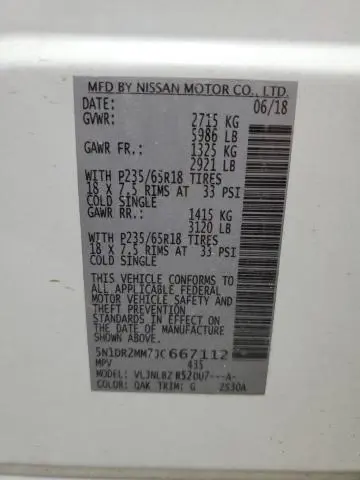 MFD BY NISSAN MOTOR CO., LTD.
DATE: 06/18
GVWR: 2715 KG
5986 LB
GAWR FR.: 1325 KG
2921 LB
WITH P235/65R18 TIRES
18 X 7.5 RIMS AT 33 PSI
COLD SINGLE
GAWR RR.: 1415 KG
3120 LB
WITH P235/65R18 TIRES
18 X 7.5 RIMS AT 33 PSI
COLD SINGLE
THIS VEHICLE CONFORMS TO
ALL APPLICABLE FEDERAL
MOTOR VEHICLE SAFETY AND
THEFT PREVENTION
STANDARDS IN EFFECT ON
THE DATE OF MANUFACTURE
SHOWN ABOVE.
5N1DR2MM7JC667112
MPV 435
MODEL: VLJNLBZ R52DU7---A-
COLOR: QAK TRIM: G 2530A